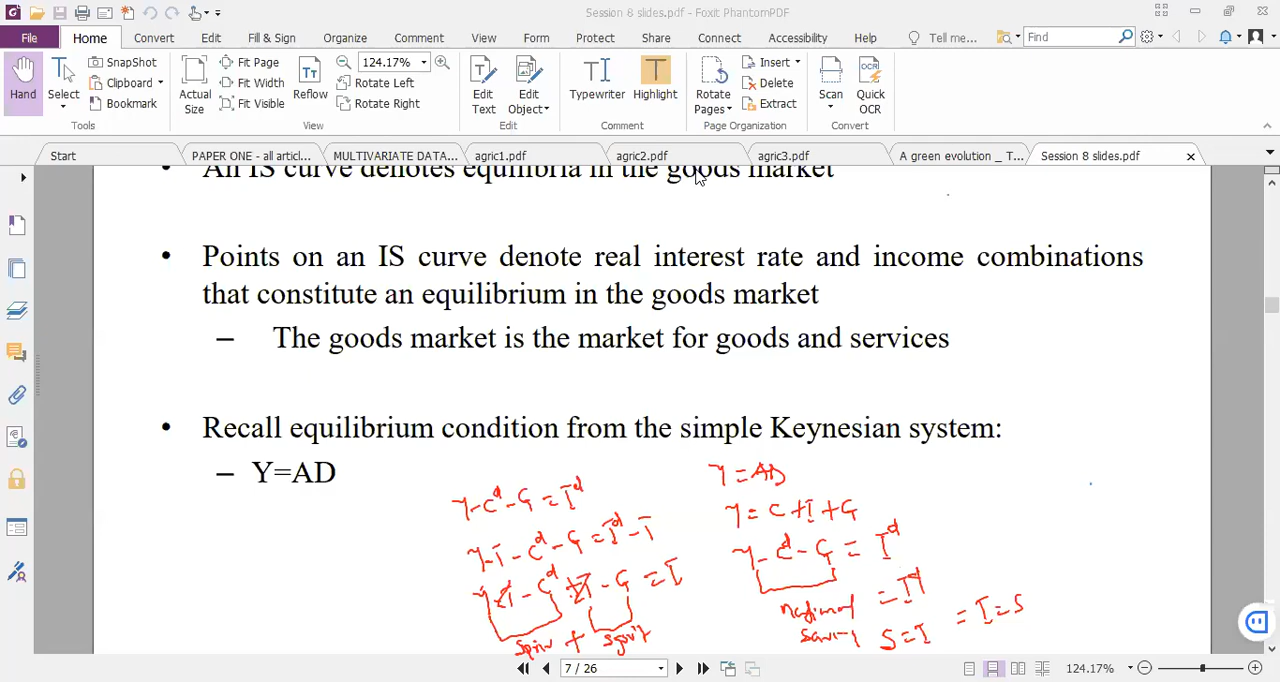 Session 8 slides.pdf - Foxit PhantomPDF
File Home Convert Edit Fill & Sign Organize Comment View Form Protect Share Connect Accessibility Help Tell me... Find
SnapShot Fit Page 124.17% Rotate Left Insert
Clipboard Fit Width Rotate Right Delete
Bookmark Fit Visible Extract
Hand Select Actual Size Reflow Edit Text Edit Object Typewriter Highlight Rotate Pages Scan Quick OCR
Tools View Edit Comment Page Organization Convert
Start PAPER ONE - all articl... MULTIVARIATE DATA... agric1.pdf agric2.pdf agric3.pdf A green evolution _ T... Session 8 slides.pdf
• An IS curve denotes equilibria in the goods market
• Points on an IS curve denote real interest rate and income combinations
that constitute an equilibrium in the goods market
– The goods market is the market for goods and services
• Recall equilibrium condition from the simple Keynesian system:
– Y=AD
Y = AD
Y = C + I + G
Y - C^d - G = I^d
national = I^d
S = I
= I = S
Y - C^d - G = I^d
7 / 26 124.17%